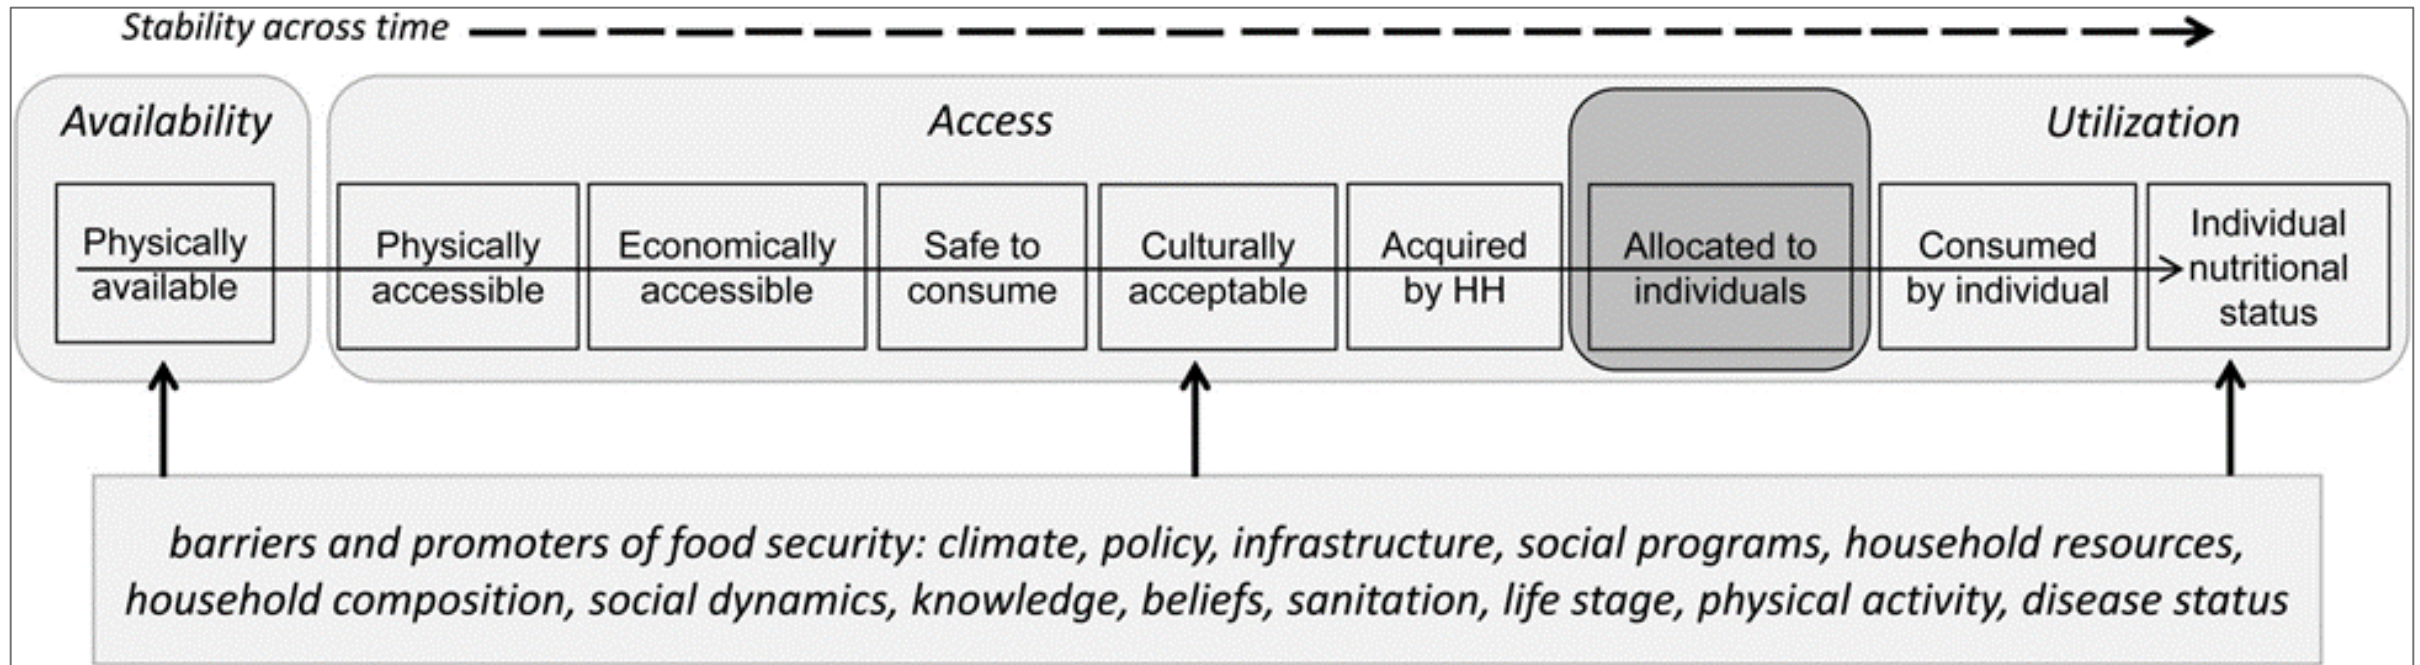 Stability across time
Availability
Access
Utilization
Physically
available
Physically
accessible
Economically
accessible
Safe to
consume
Culturally
acceptable
Acquired
by HH
Allocated to
individuals
Consumed
by individual
Individual
nutritional
status
barriers and promoters of food security: climate, policy, infrastructure, social programs, household resources,
household composition, social dynamics, knowledge, beliefs, sanitation, life stage, physical activity, disease status